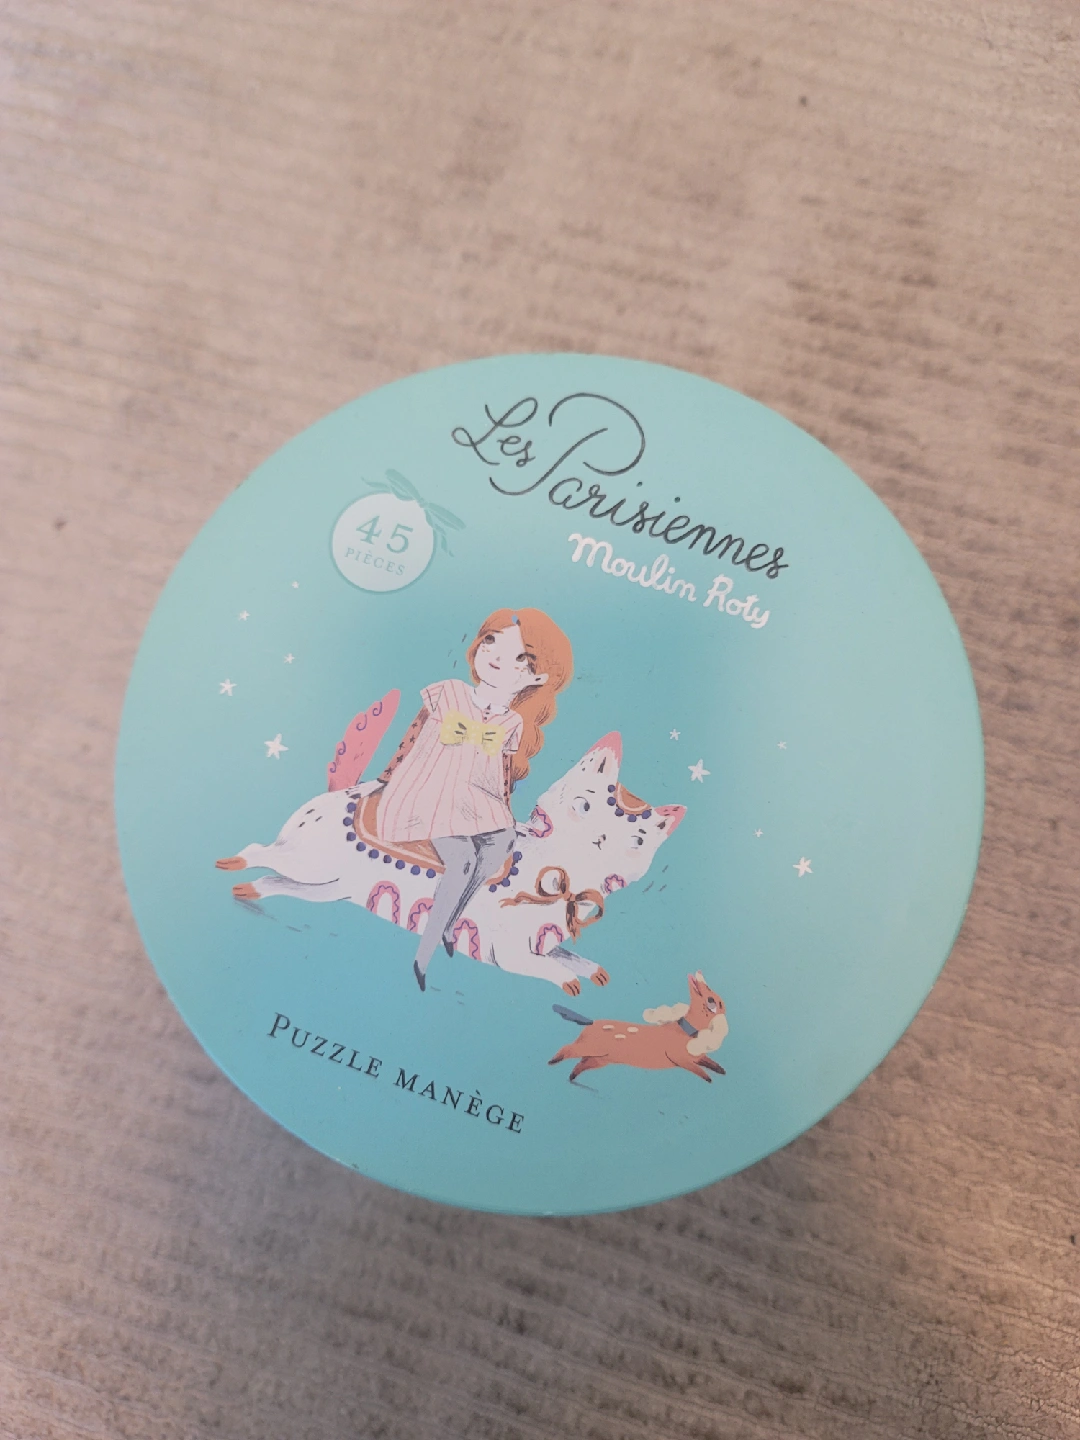 Les Parisiennes
Moulin Roty
45
PIÈCES
PUZZLE MANÈGE